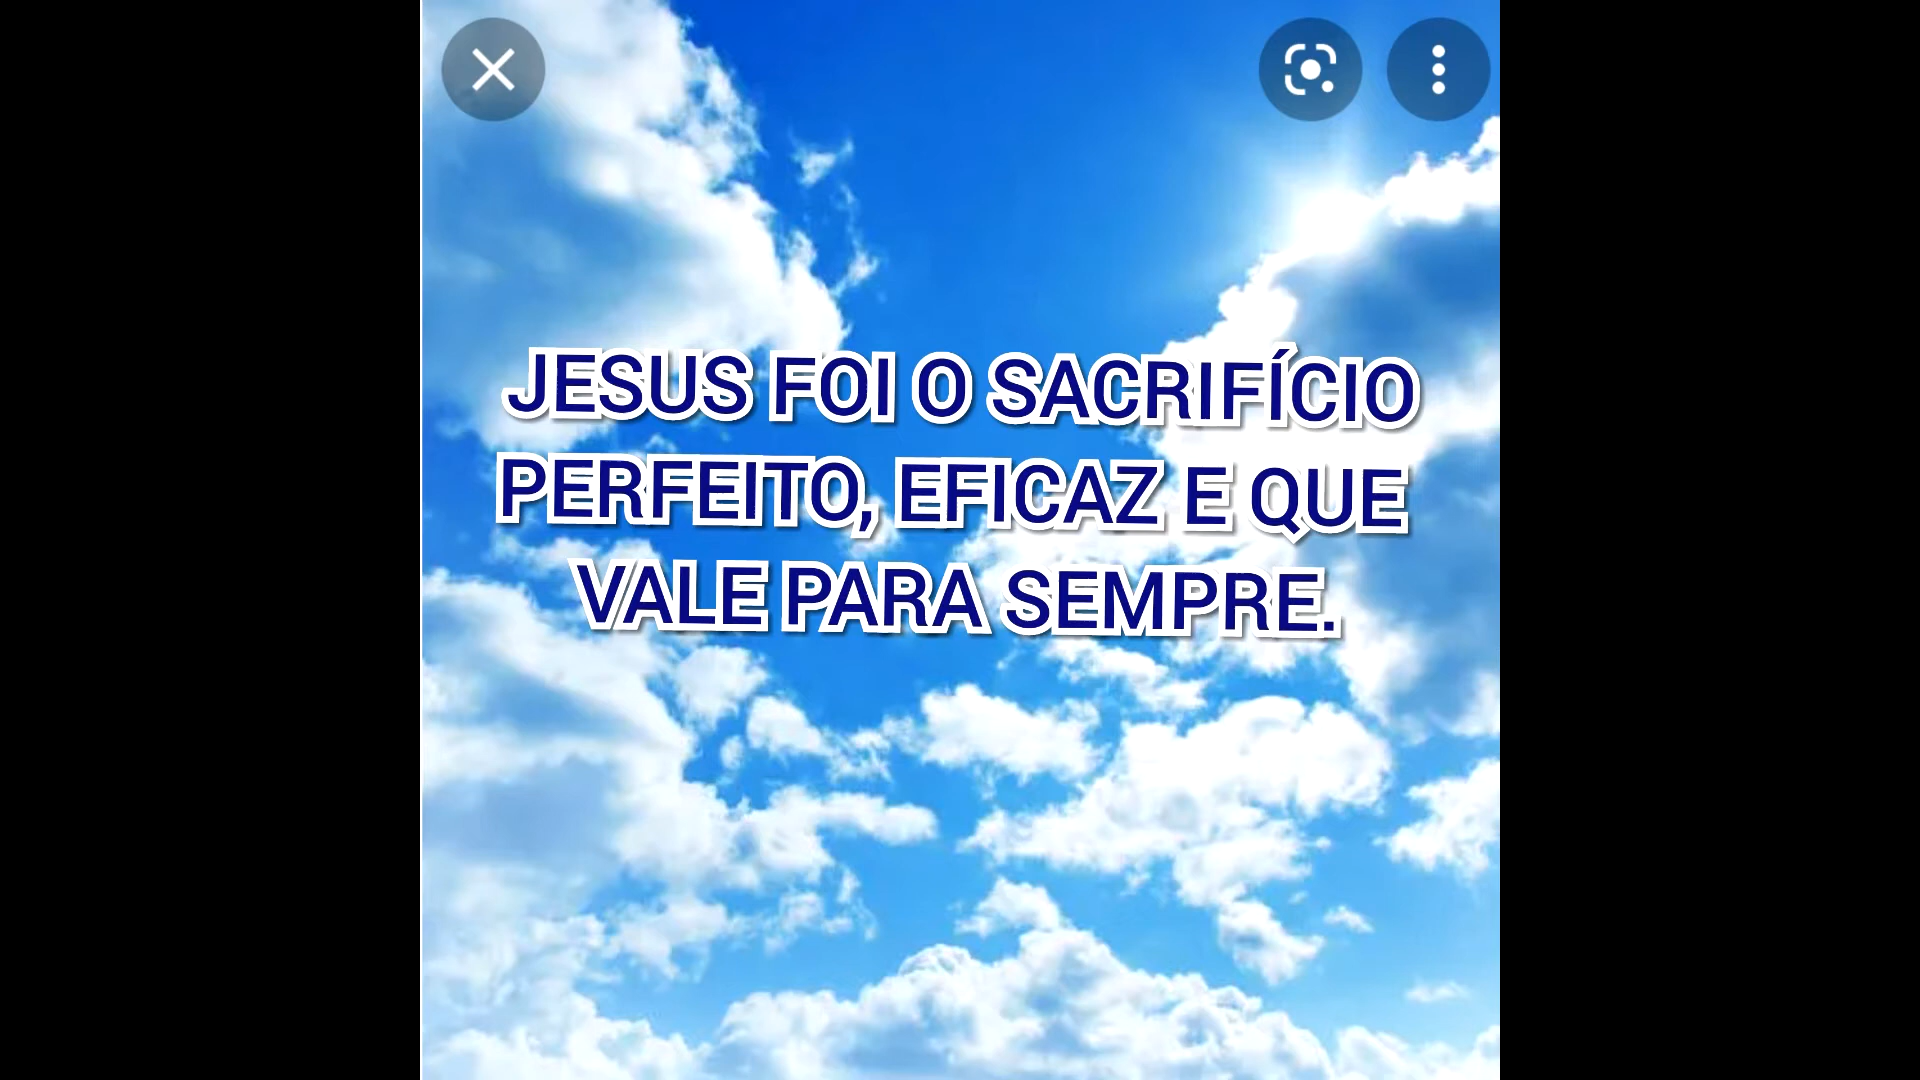 JESUS FOI O SACRIFÍCIO
PERFEITO, EFICAZ E QUE
VALE PARA SEMPRE.